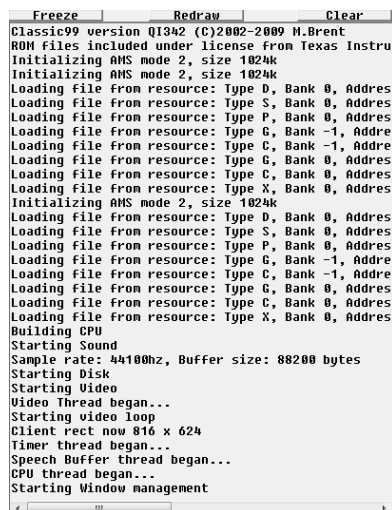 Freeze Redraw Clear
Classic99 version QI342 (C)2002-2009 M.Brent
ROM files included under license from Texas Instru
Initializing AMS mode 2, size 1024k
Initializing AMS mode 2, size 1024k
Loading file from resource: Type D, Bank 0, Addres
Loading file from resource: Type S, Bank 0, Addres
Loading file from resource: Type P, Bank 0, Addres
Loading file from resource: Type G, Bank -1, Addre
Loading file from resource: Type C, Bank -1, Addre
Loading file from resource: Type G, Bank 0, Addres
Loading file from resource: Type C, Bank 0, Addres
Loading file from resource: Type X, Bank 0, Addres
Initializing AMS mode 2, size 1024k
Loading file from resource: Type D, Bank 0, Addres
Loading file from resource: Type S, Bank 0, Addres
Loading file from resource: Type P, Bank 0, Addres
Loading file from resource: Type G, Bank -1, Addre
Loading file from resource: Type C, Bank -1, Addre
Loading file from resource: Type G, Bank 0, Addres
Loading file from resource: Type C, Bank 0, Addres
Loading file from resource: Type X, Bank 0, Addres
Building CPU
Starting Sound
Sample rate: 44100hz, Buffer size: 88200 bytes
Starting Disk
Starting Video
Video Thread began...
Starting video loop
Client rect now 816 x 624
Timer thread began...
Speech Buffer thread began...
CPU thread began...
Starting Window management